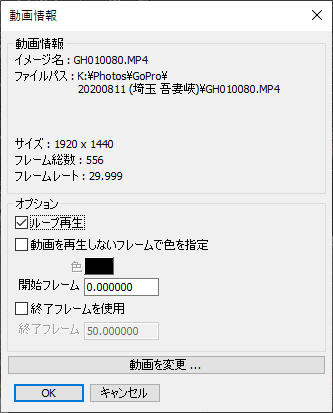 動画情報
動画情報
イメージ名 : GH010080.MP4
ファイルパス : K:¥Photos¥GoPro¥
20200811 (埼玉 吾妻峡)¥GH010080.MP4
サイズ : 1920 x 1440
フレーム総数 : 556
フレームレート : 29.999
オプション
ループ再生
動画を再生しないフレームで色を指定
色
開始フレーム 0.000000
終了フレームを使用
終了フレーム 50.000000
動画を変更 ...
OK キャンセル